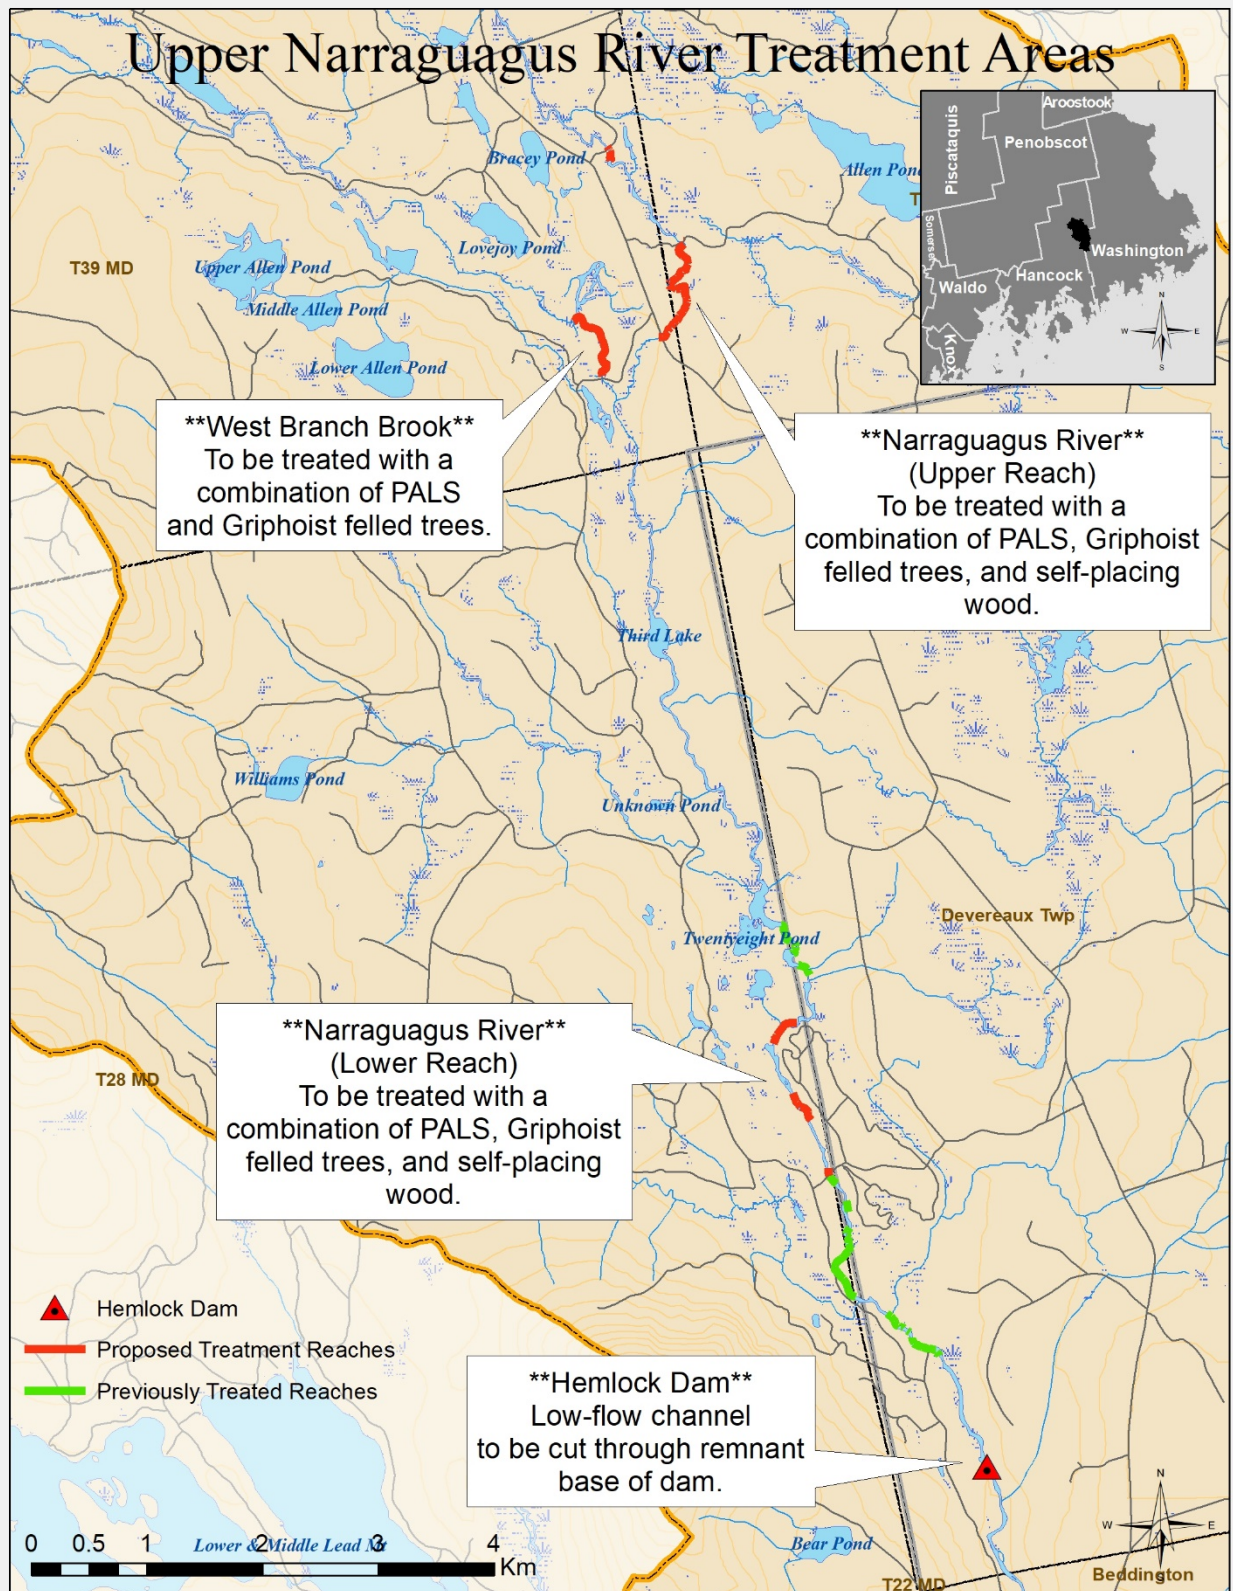 Upper Narraguagus River Treatment Areas
Piscataquis
Aroostook
Penobscot
Somerset
Washington
Hancock
Waldo
Knox
N
W
E
S
Bracey Pond
Allen Pond
T39 MD
Lovejoy Pond
Upper Allen Pond
Middle Allen Pond
Lower Allen Pond
**West Branch Brook**
To be treated with a
combination of PALS
and Griphoist felled trees.
**Narraguagus River**
(Upper Reach)
To be treated with a
combination of PALS, Griphoist
felled trees, and self-placing
wood.
Third Lake
Williams Pond
Unknown Pond
Devereaux Twp
Twentyeight Pond
**Narraguagus River**
(Lower Reach)
To be treated with a
combination of PALS, Griphoist
felled trees, and self-placing
wood.
T28 MD
Hemlock Dam
Proposed Treatment Reaches
Previously Treated Reaches
**Hemlock Dam**
Low-flow channel
to be cut through remnant
base of dam.
N
W
E
0 0.5 1 2 3 4
Km
Lower & Middle Lead Mt
Bear Pond
T22 MD
Beddington